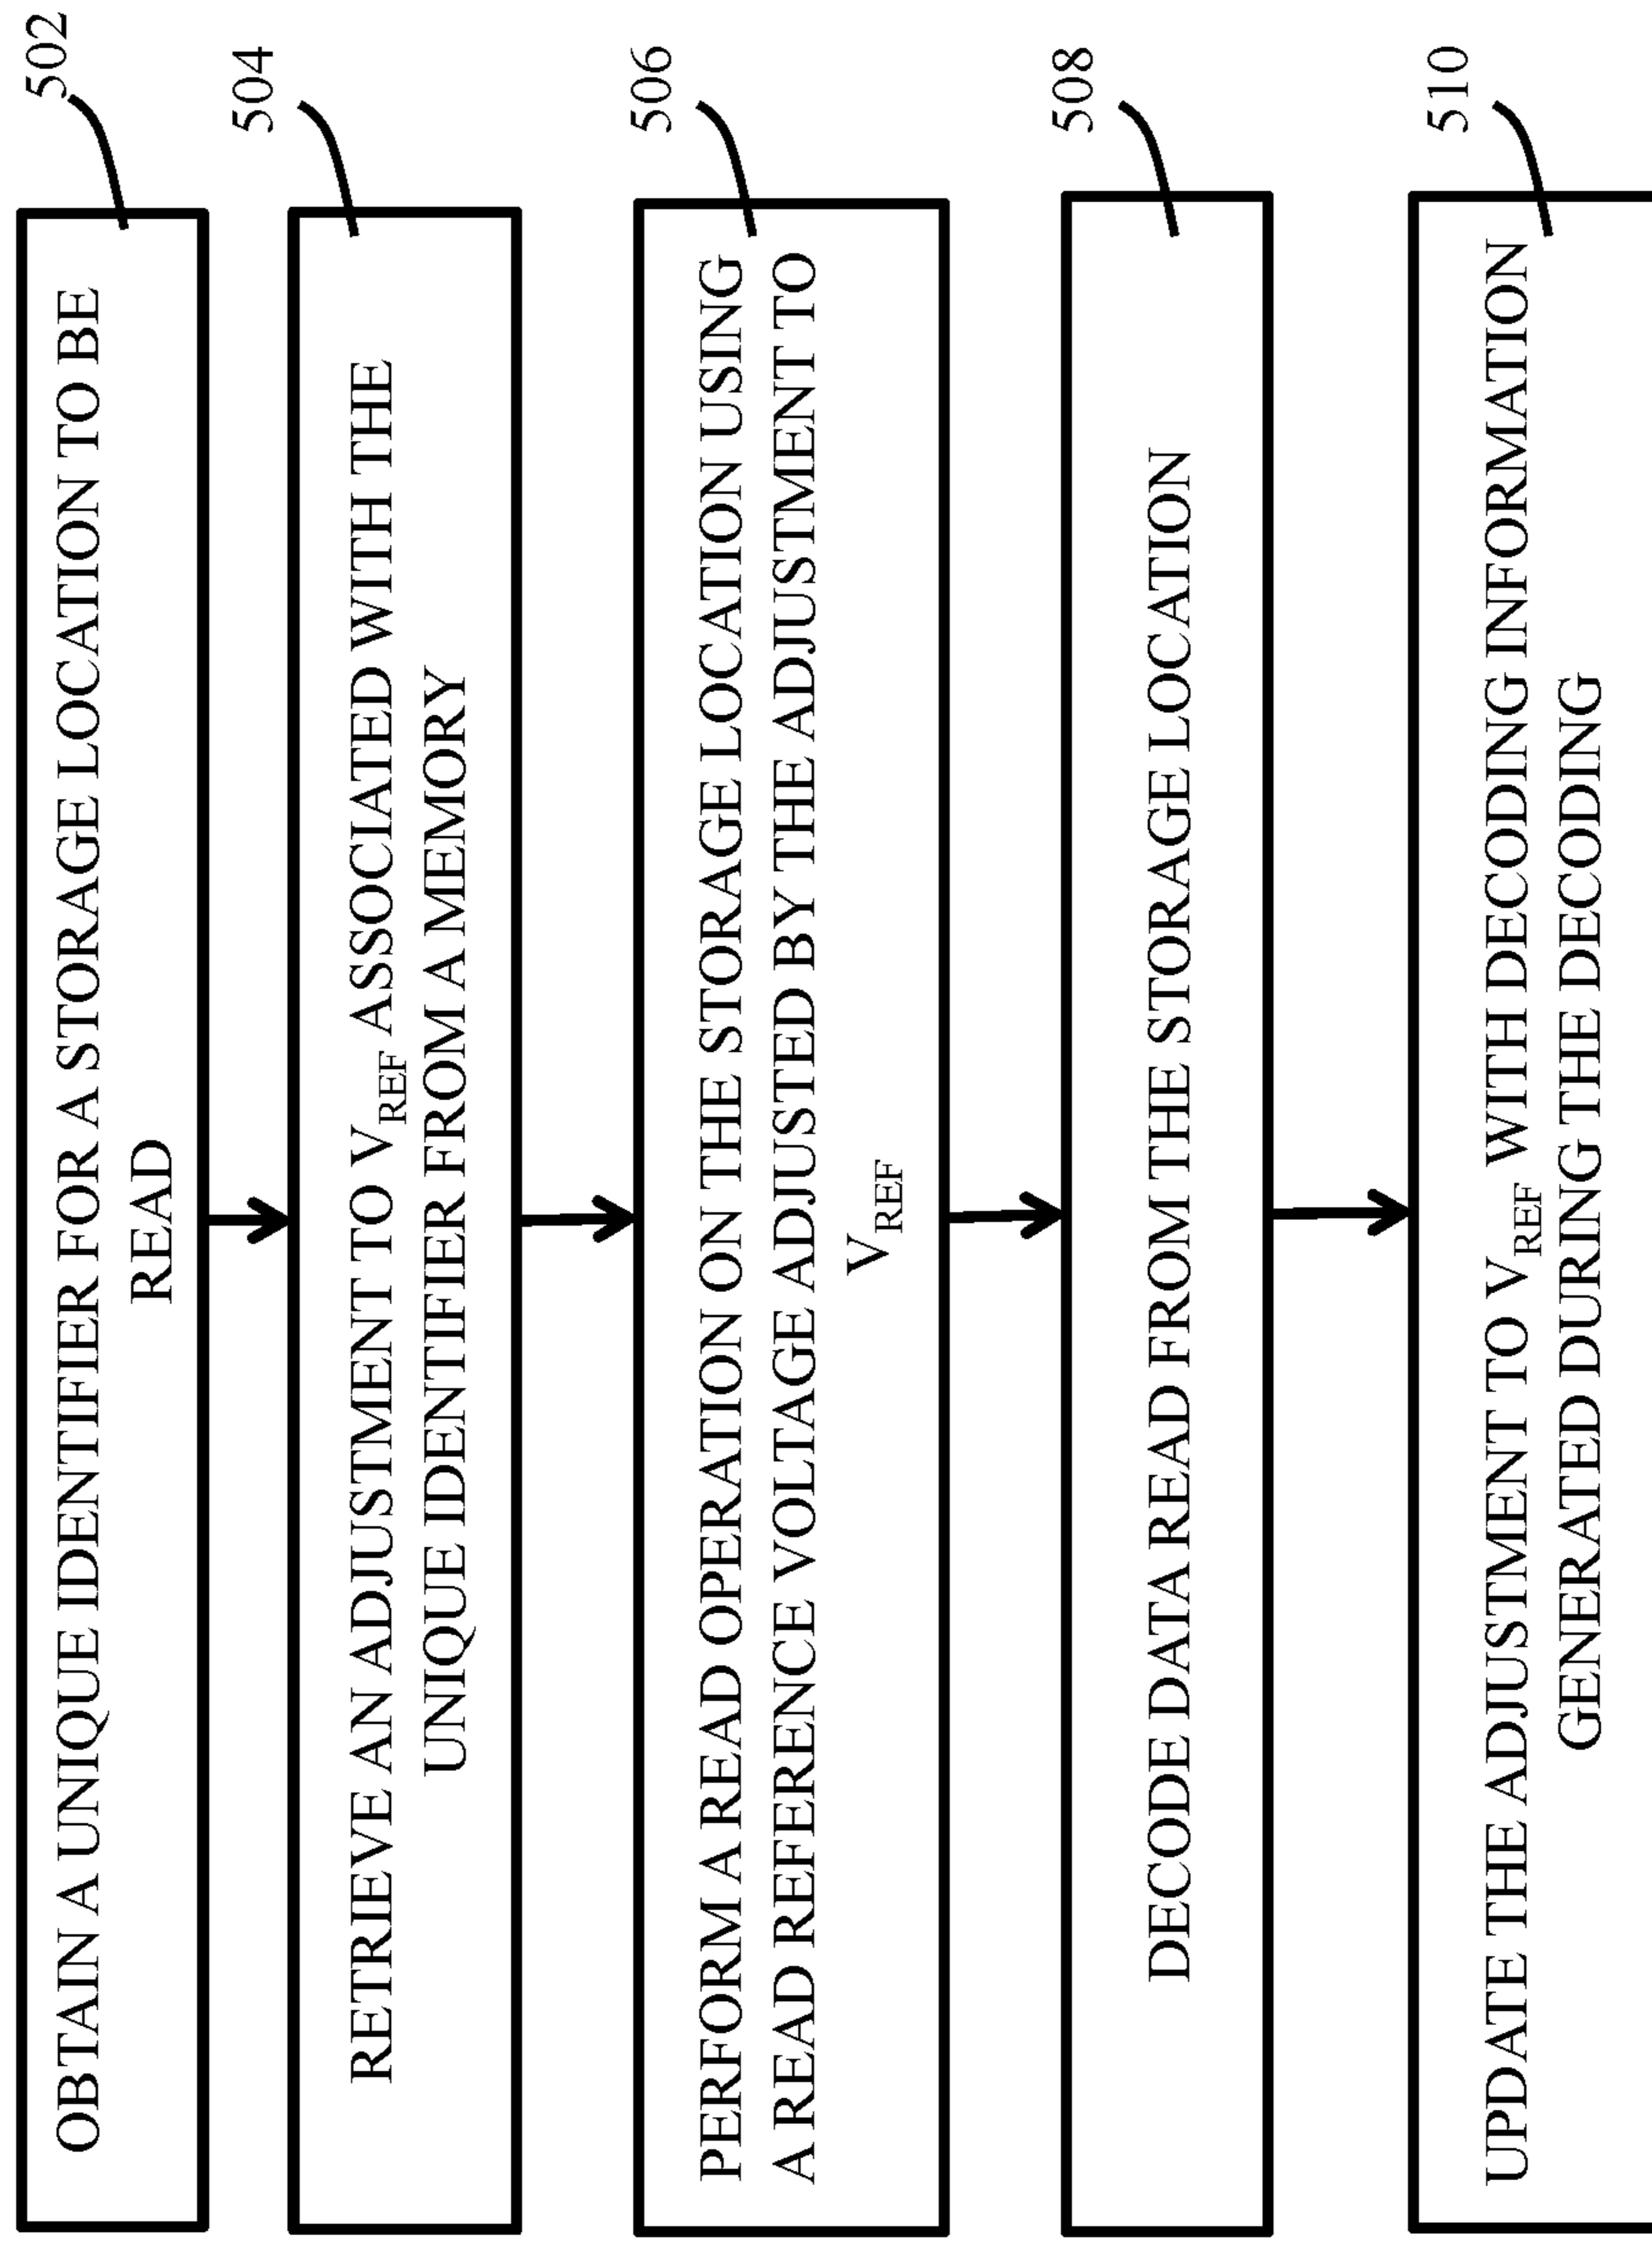 502
OBTAIN A UNIQUE IDENTIFIER FOR A STORAGE LOCATION TO BE
READ
504
RETRIEVE AN ADJUSTMENT TO VREF ASSOCIATED WITH THE
UNIQUE IDENTIFIER FROM A MEMORY
506
PERFORM A READ OPERATION ON THE STORAGE LOCATION USING
A READ REFERENCE VOLTAGE ADJUSTED BY THE ADJUSTMENT TO
VREF
508
DECODE DATA READ FROM THE STORAGE LOCATION
510
UPDATE THE ADJUSTMENT TO VREF WITH DECODING INFORMATION
GENERATED DURING THE DECODING